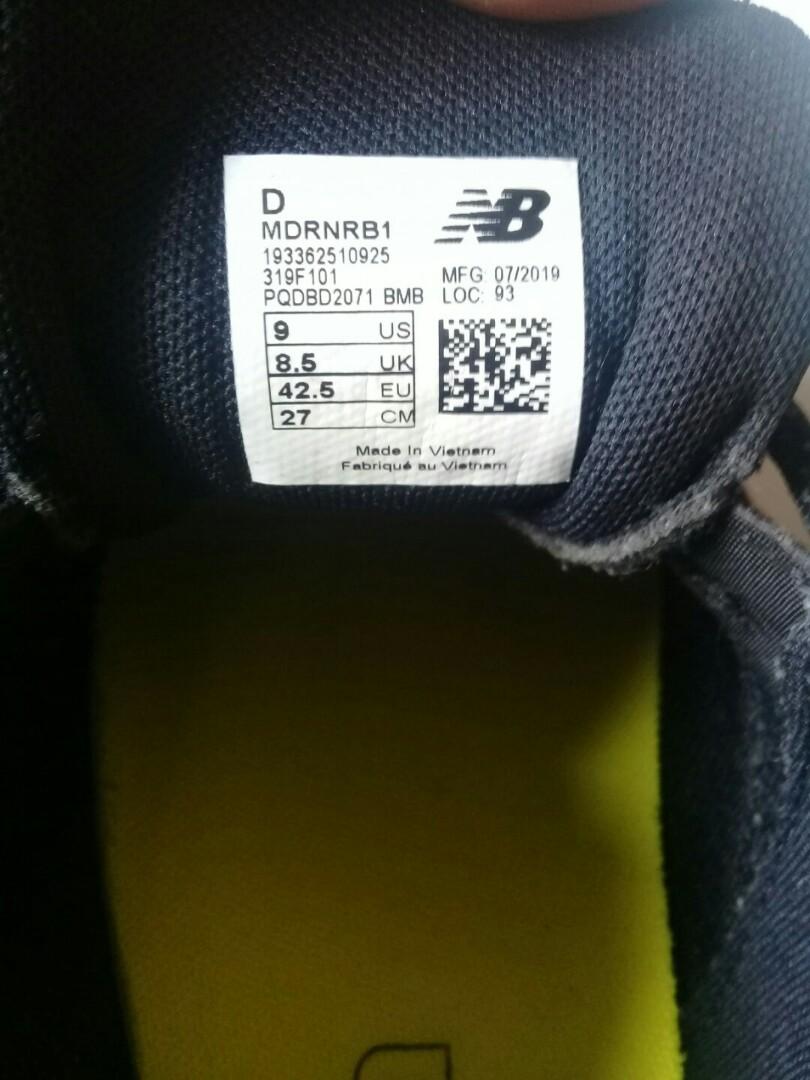 D
NB
MDRNRB1
193362510925
319F101
MFG: 07/2019
PQDBD2071 BMB
LOC: 93
9 US
8.5 UK
42.5 EU
27 CM
Made In Vietnam
Fabriqué au Vietnam